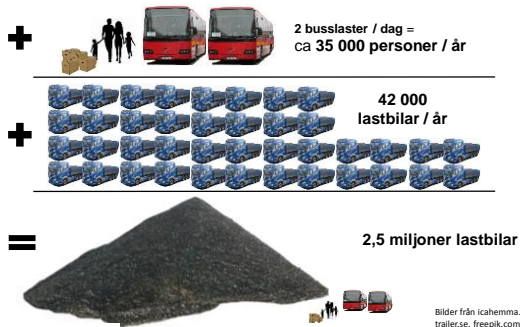 2 busslaster / dag =
ca 35 000 personer / år
42 000
lastbilar / år
2,5 miljoner lastbilar
Bilder från icahemma.
trailer.se. freepik.com